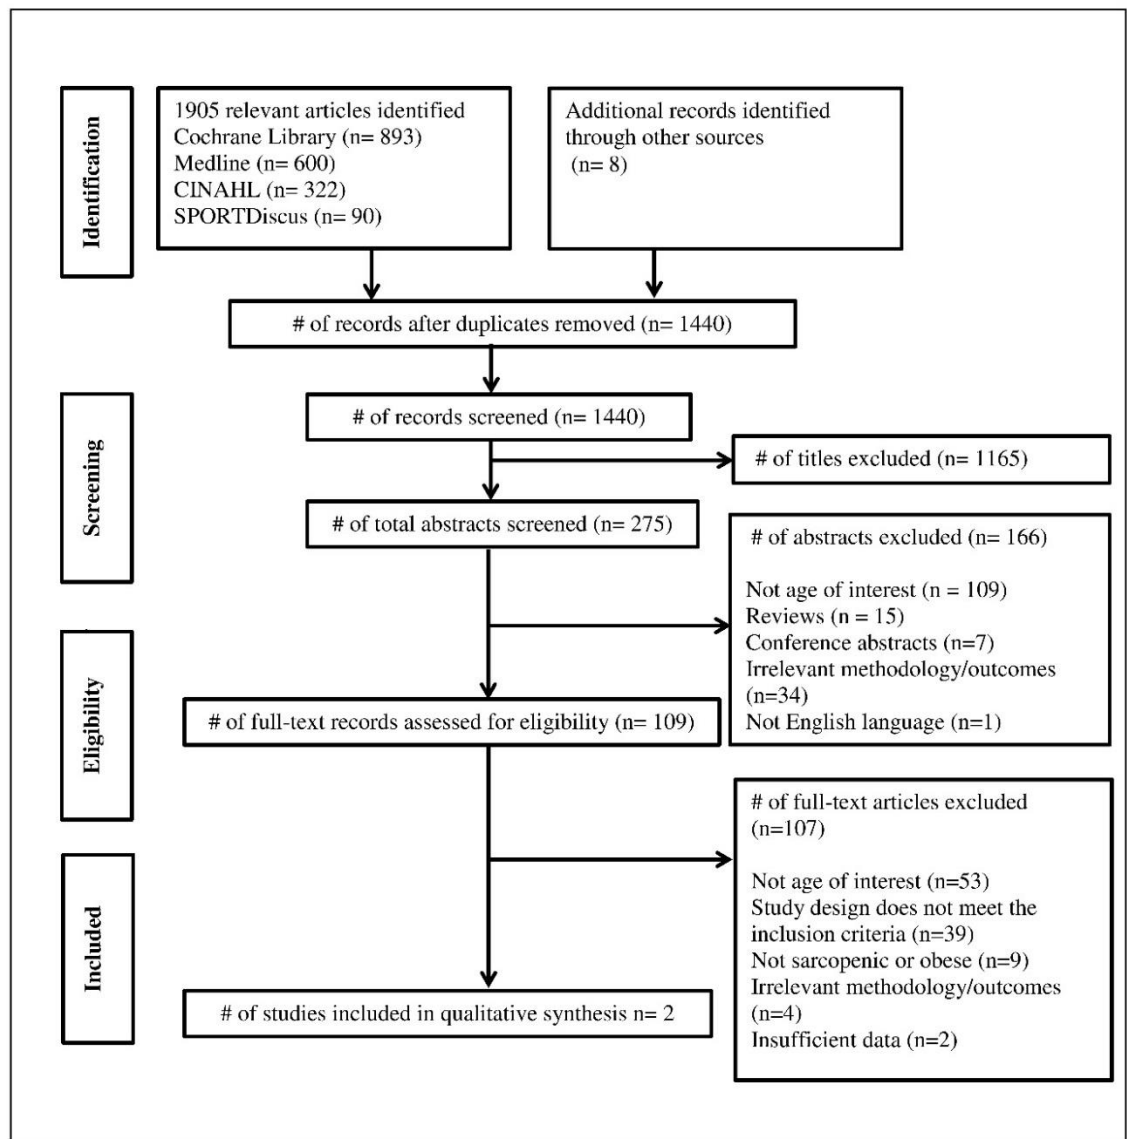 Identification
1905 relevant articles identified
Cochrane Library (n= 893)
Medline (n= 600)
CINAHL (n= 322)
SPORTDiscus (n= 90)
Additional records identified
through other sources
(n= 8)
# of records after duplicates removed (n= 1440)
Screening
# of records screened (n= 1440)
# of titles excluded (n= 1165)
# of total abstracts screened (n= 275)
# of abstracts excluded (n= 166)
Not age of interest (n = 109)
Reviews (n = 15)
Conference abstracts (n=7)
Irrelevant methodology/outcomes
(n=34)
Not English language (n=1)
Eligibility
# of full-text records assessed for eligibility (n= 109)
# of full-text articles excluded
(n=107)
Not age of interest (n=53)
Study design does not meet the
inclusion criteria (n=39)
Not sarcopenic or obese (n=9)
Irrelevant methodology/outcomes
(n=4)
Insufficient data (n=2)
Included
# of studies included in qualitative synthesis n= 2